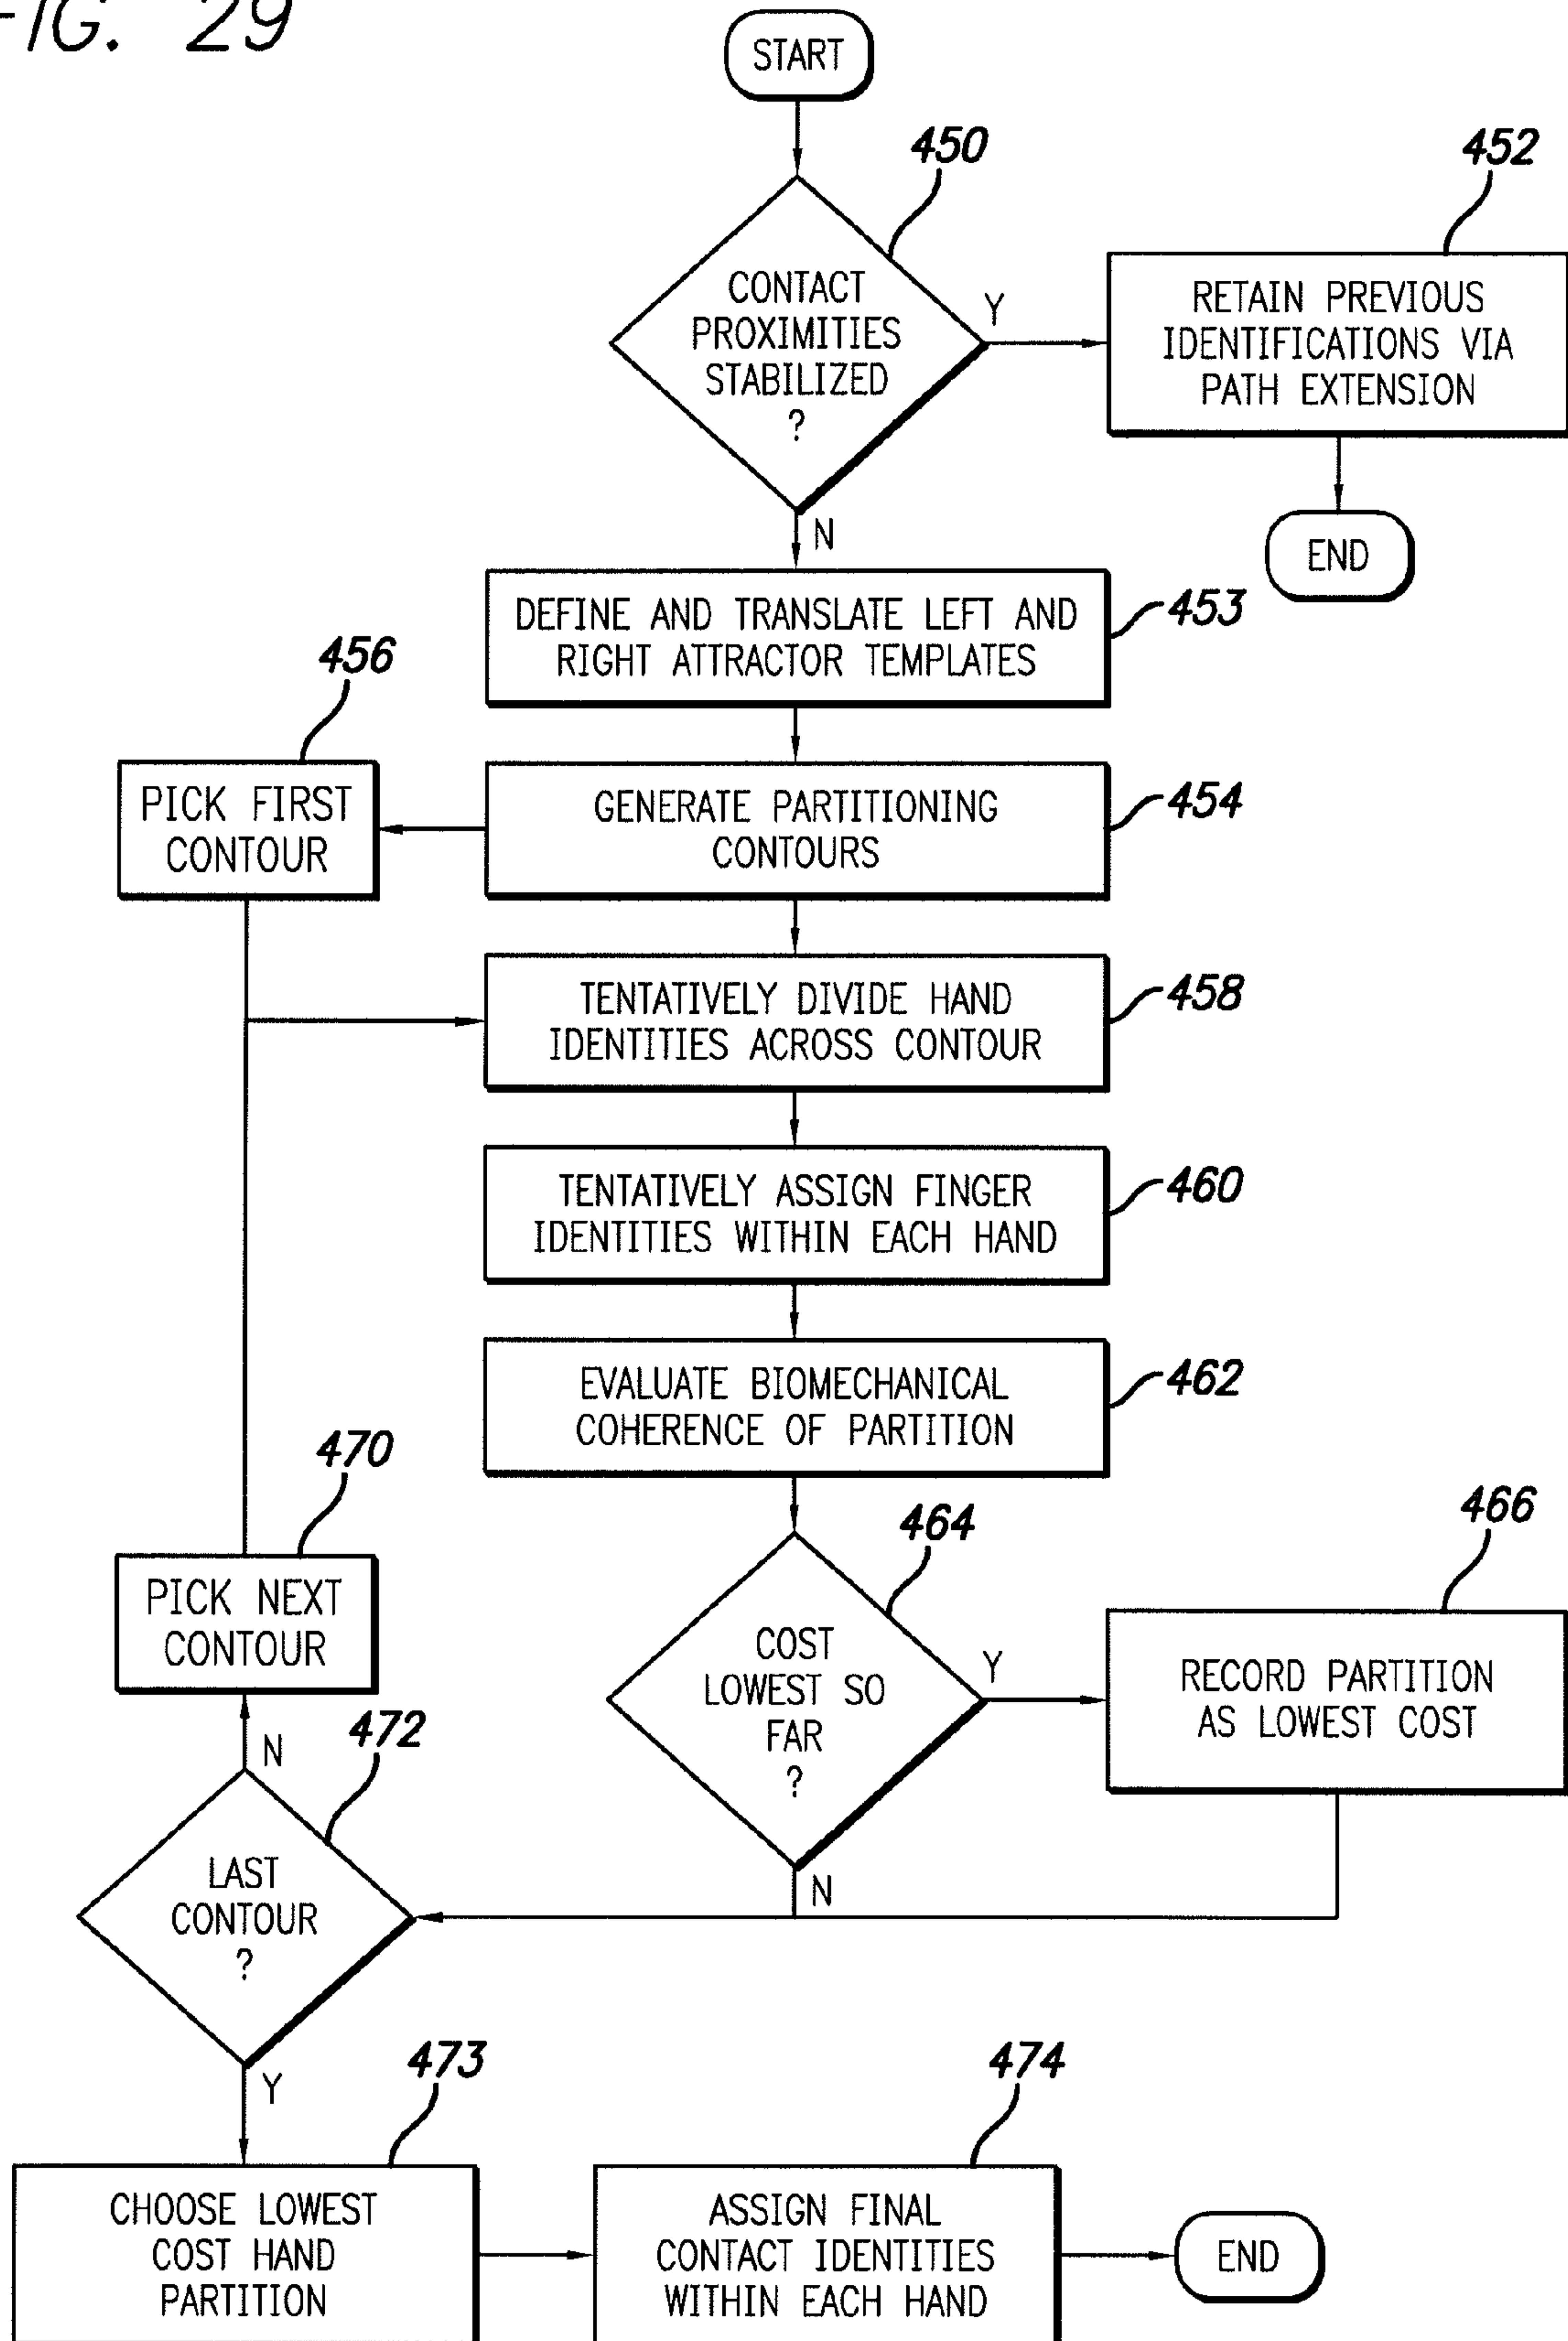 FIG. 29
START
450
452
CONTACT
PROXIMITIES
STABILIZED
?
Y
RETAIN PREVIOUS
IDENTIFICATIONS VIA
PATH EXTENSION
N
END
DEFINE AND TRANSLATE LEFT AND
RIGHT ATTRACTOR TEMPLATES
453
456
PICK FIRST
CONTOUR
GENERATE PARTITIONING
CONTOURS
454
TENTATIVELY DIVIDE HAND
IDENTITIES ACROSS CONTOUR
458
TENTATIVELY ASSIGN FINGER
IDENTITIES WITHIN EACH HAND
460
EVALUATE BIOMECHANICAL
COHERENCE OF PARTITION
462
470
PICK NEXT
CONTOUR
464
466
COST
LOWEST SO
FAR
?
Y
RECORD PARTITION
AS LOWEST COST
N
N
472
LAST
CONTOUR
?
Y
473
474
CHOOSE LOWEST
COST HAND
PARTITION
ASSIGN FINAL
CONTACT IDENTITIES
WITHIN EACH HAND
END